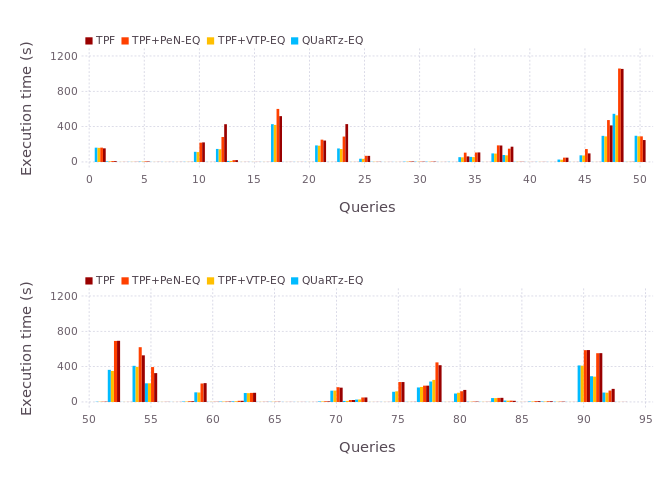 TPF TPF+PeN-EQ TPF+VTP-EQ QUaRTz-EQ
Execution time (s)
1200
800
400
0
0 5 10 15 20 25 30 35 40 45 50
Queries
TPF TPF+PeN-EQ TPF+VTP-EQ QUaRTz-EQ
Execution time (s)
1200
800
400
0
50 55 60 65 70 75 80 85 90 95
Queries